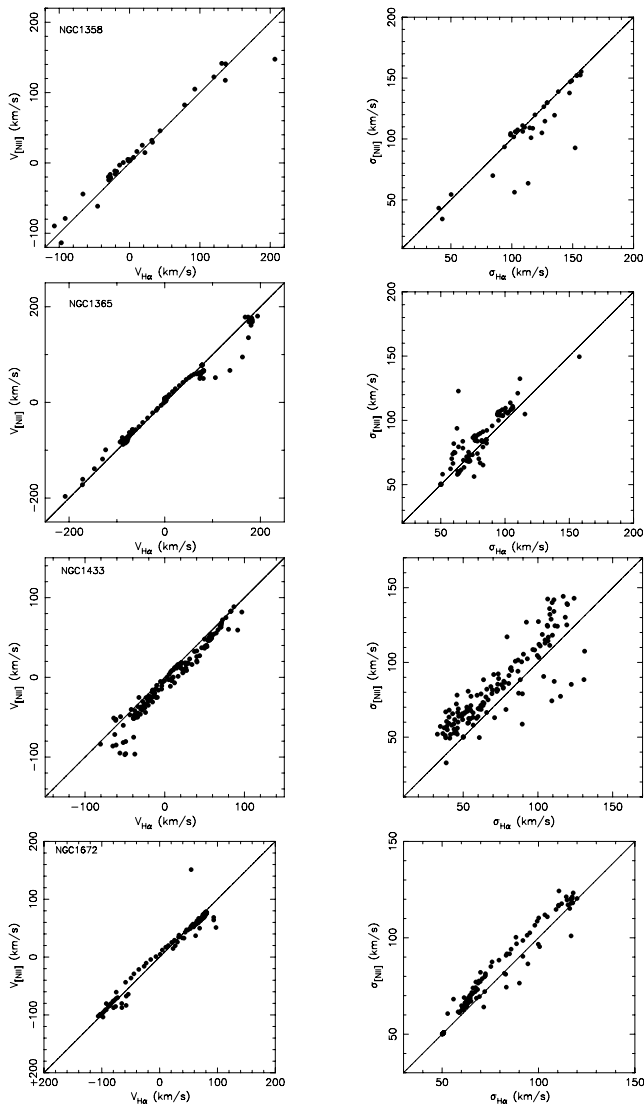 NGC1358
200
100
0
−100
V[NII] (km/s)
−100 0 100 200
VHα (km/s)
200
150
100
50
σ[NII] (km/s)
50 100 150 200
σHα (km/s)
NGC1365
200
0
−200
V[NII] (km/s)
−200 0 200
VHα (km/s)
200
150
100
50
σ[NII] (km/s)
50 100 150 200
σHα (km/s)
NGC1433
100
0
−100
V[NII] (km/s)
−100 0 100
VHα (km/s)
150
100
50
σ[NII] (km/s)
50 100 150
σHα (km/s)
NGC1672
200
100
0
−100
−200
V[NII] (km/s)
−200 −100 0 100 200
VHα (km/s)
150
100
50
σ[NII] (km/s)
50 100 150
σHα (km/s)